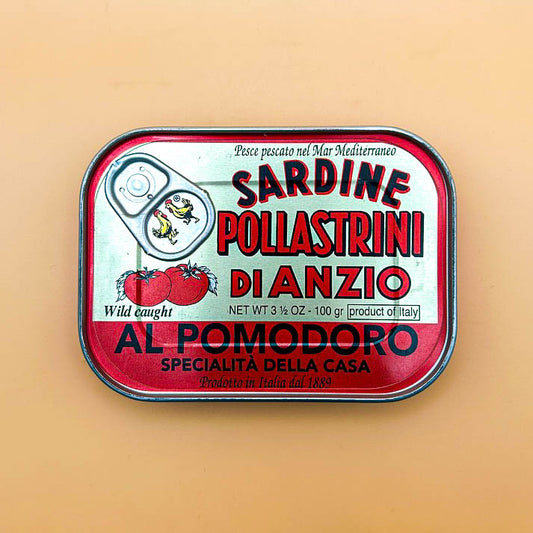 Pesce pescato nel Mar Mediterraneo
SARDINE
POLLASTRINI
DI ANZIO
Wild caught
NET WT 3 ½ OZ - 100 gr product of Italy
AL POMODORO
SPECIALITÀ DELLA CASA
Prodotto in Italia dal 1889